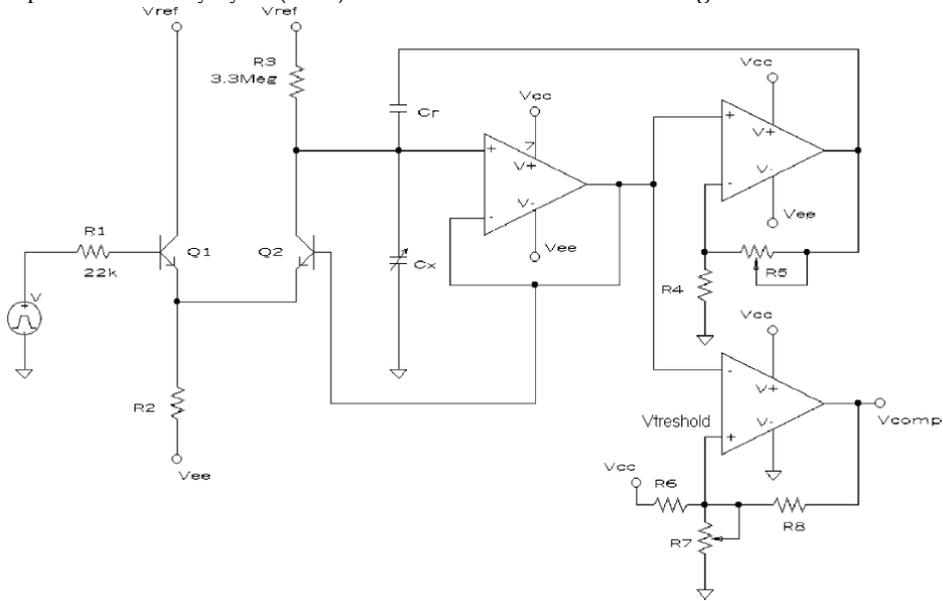 Vref
Vref
R3
3.3Meg
Cr
Vcc
7
V+
V-
Vee
Vcc
+
V+
V-
-
Vee
+
-
R1
22k
Q1
Q2
Cx
R4
R5
V
+
R2
Vee
Vcc
-
V+
V-
+
Vtreshold
Vcomp
Vcc
R6
R7
R8